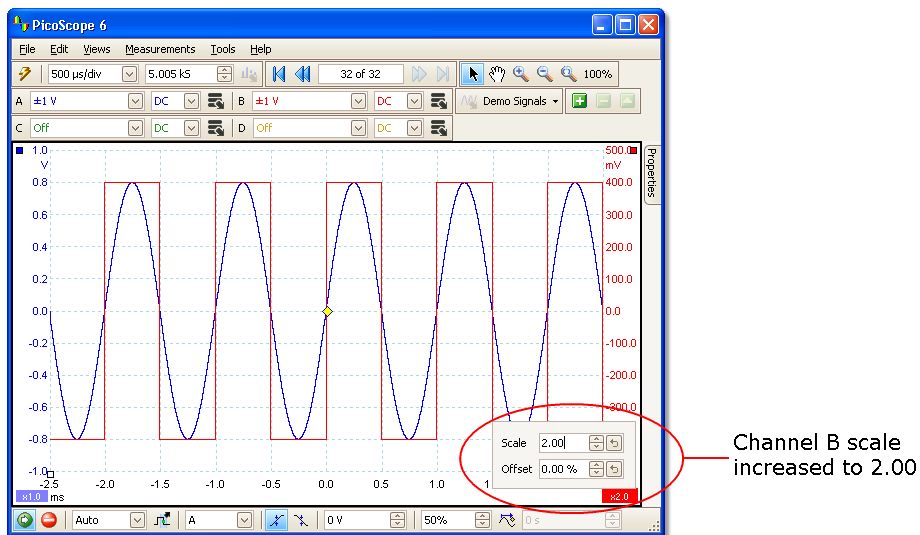 PicoScope 6
File Edit Views Measurements Tools Help
500 µs/div 5.005 kS 32 of 32 100%
A ±1 V DC B ±1 V DC Demo Signals
C Off DC D Off DC
1.0 500.0
V mV
0.8 400.0
0.6 300.0
0.4 200.0
0.2 100.0
0.0 0.0
-0.2 -100.0
-0.4 -200.0
-0.6 -300.0
-0.8
-1.0
-2.5 -2.0 -1.5 -1.0 -0.5 0.0 0.5 1.0
x1.0 ms x2.0
Properties
Scale 2.00
Offset 0.00 %
Channel B scale
increased to 2.00
Auto A 0 V 50% 0 s